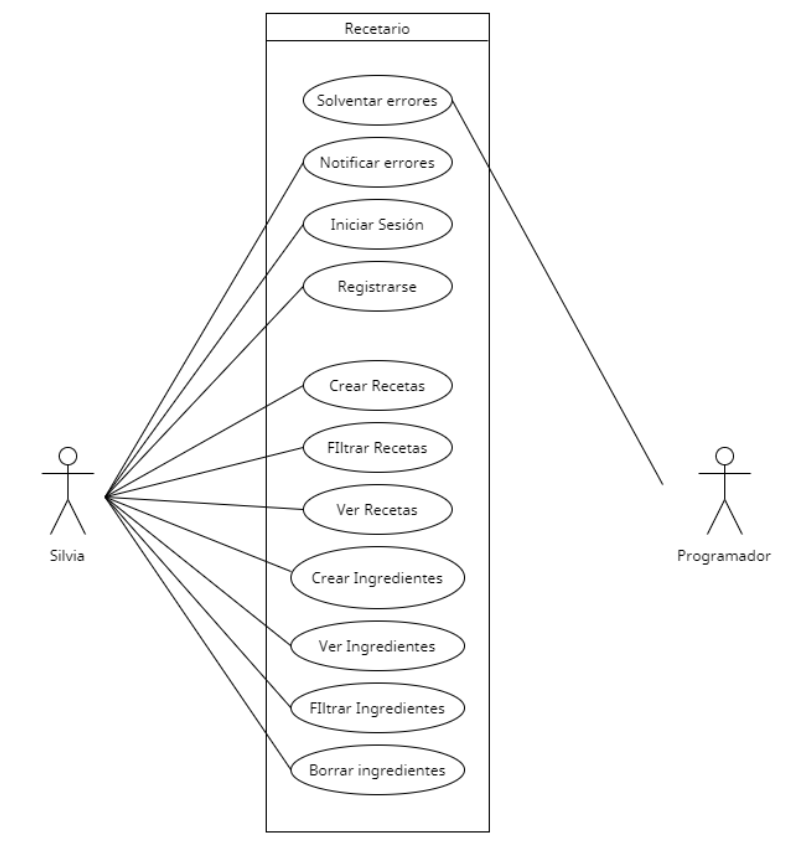 Recetario
Solventar errores
Notificar errores
Iniciar Sesión
Registrarse
Crear Recetas
FIltrar Recetas
Ver Recetas
Crear Ingredientes
Ver Ingredientes
FIltrar Ingredientes
Borrar ingredientes
Silvia
Programador